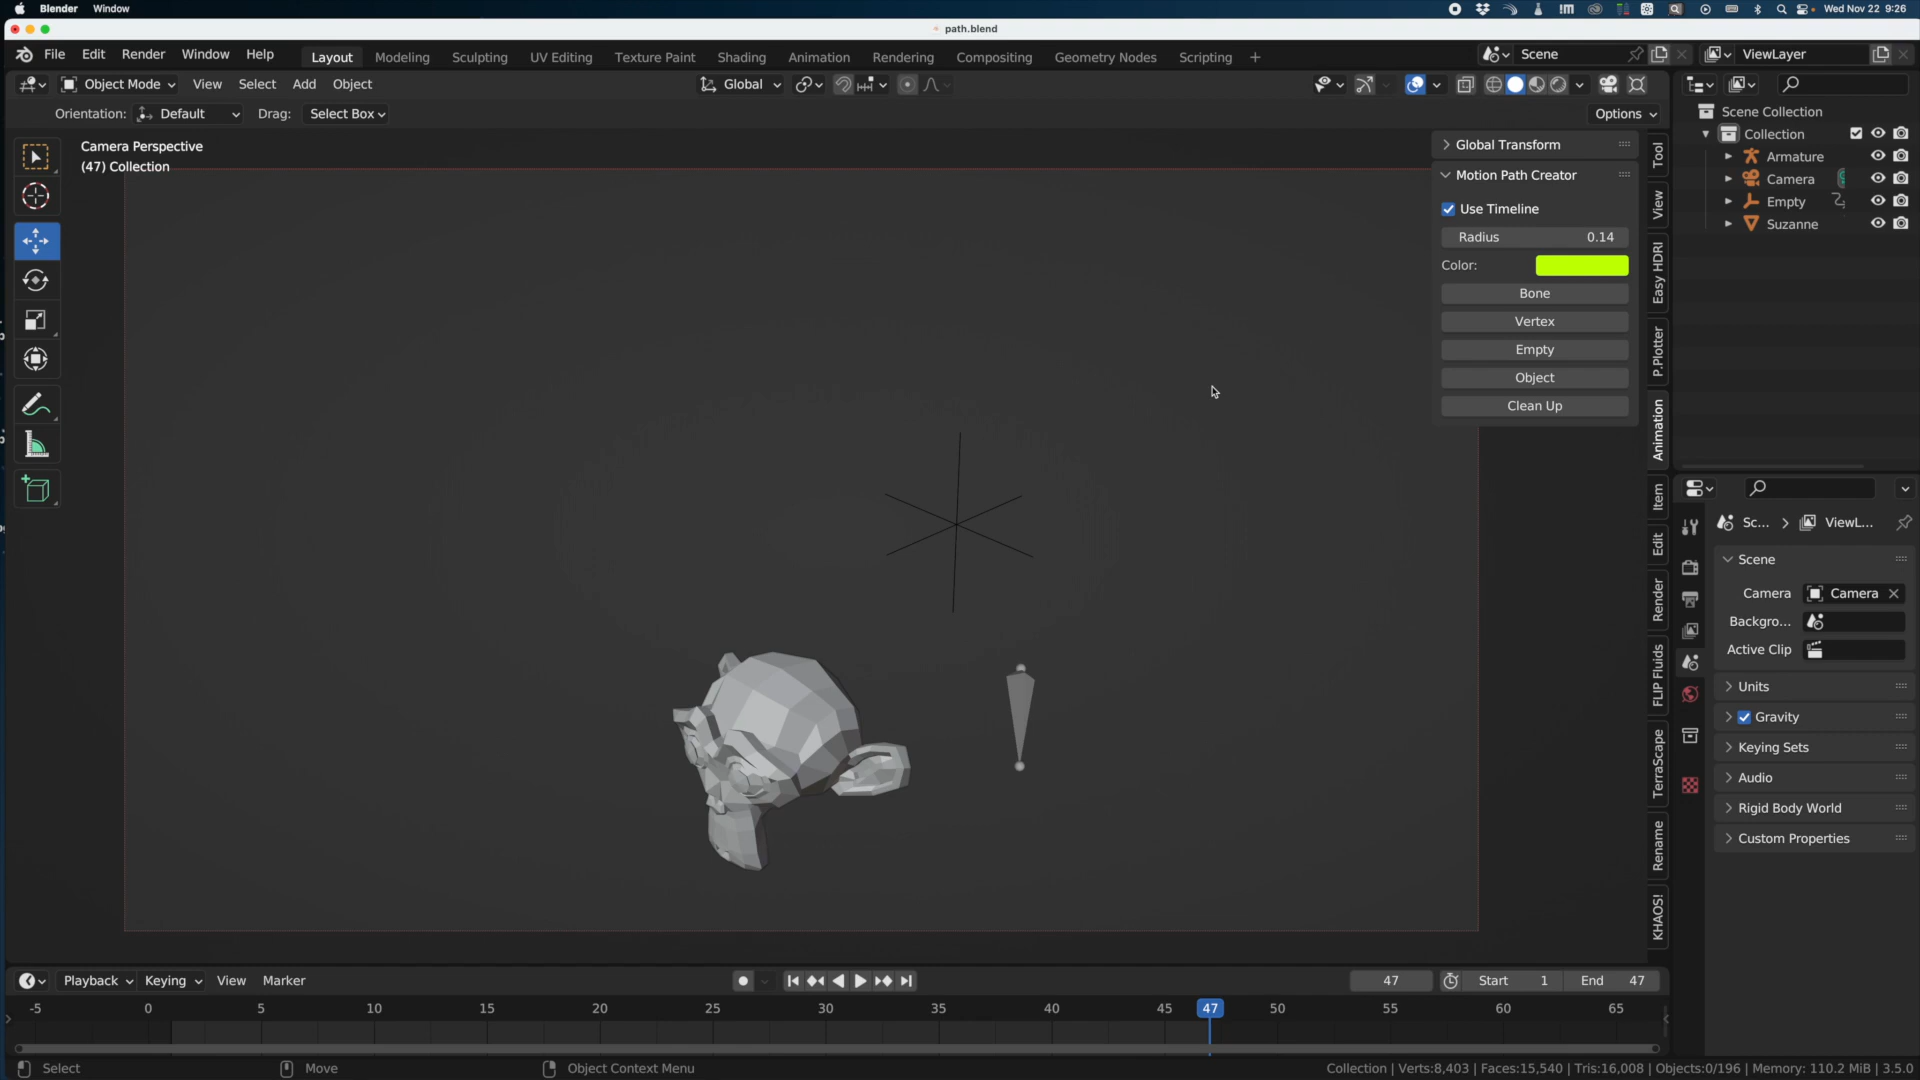 Blender Window Wed Nov 22 9:26
path.blend
File Edit Render Window Help Layout Modeling Sculpting UV Editing Texture Paint Shading Animation Rendering Compositing Geometry Nodes Scripting + Scene ViewLayer
Object Mode View Select Add Object Global
Orientation: Default Drag: Select Box Options
Camera Perspective
(47) Collection
Global Transform
Motion Path Creator
Use Timeline
Radius 0.14
Color:
Bone
Vertex
Empty
Object
Clean Up
Tool
View
Easy HDRI
P.Plotter
Animation
Item
Edit
Render
FLIP Fluids
TerraScape
Rename
KHAOS!
Scene Collection
Collection
Armature
Camera
Empty
Suzanne
Sc... > ViewL...
Scene
Camera Camera
Backgro...
Active Clip
Units
Gravity
Keying Sets
Audio
Rigid Body World
Custom Properties
Playback Keying View Marker 47 Start 1 End 47
-5 0 5 10 15 20 25 30 35 40 45 47 50 55 60 65
Select Move Object Context Menu Collection | Verts:8,403 | Faces:15,540 | Tris:16,008 | Objects:0/196 | Memory: 110.2 MiB | 3.5.0